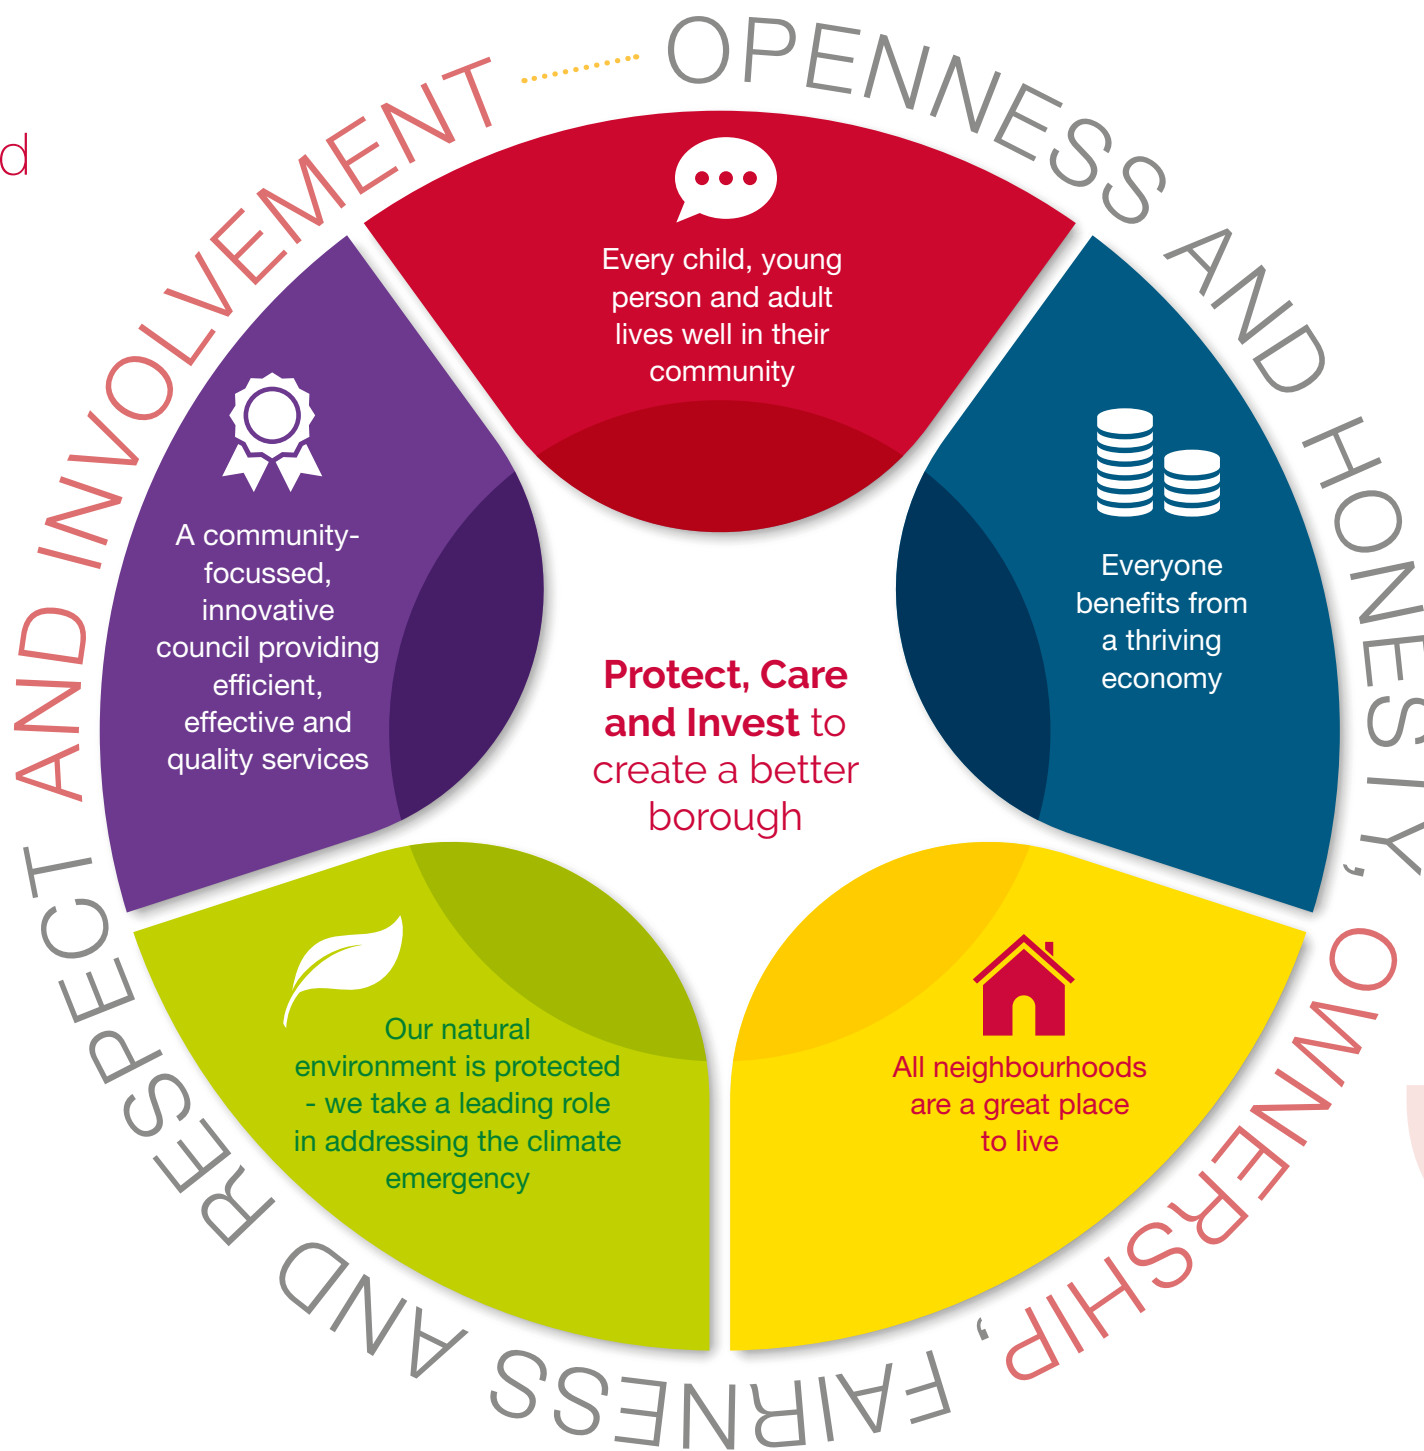 d
OPENNESS AND HONESTY, OWNERSHIP, FAIRNESS AND RESPECT AND INVOLVEMENT
Every child, young
person and adult
lives well in their
community
Everyone
benefits from
a thriving
economy
All neighbourhoods
are a great place
to live
Our natural
environment is protected
- we take a leading role
in addressing the climate
emergency
A community-
focussed,
innovative
council providing
efficient,
effective and
quality services
Protect, Care
and Invest to
create a better
borough